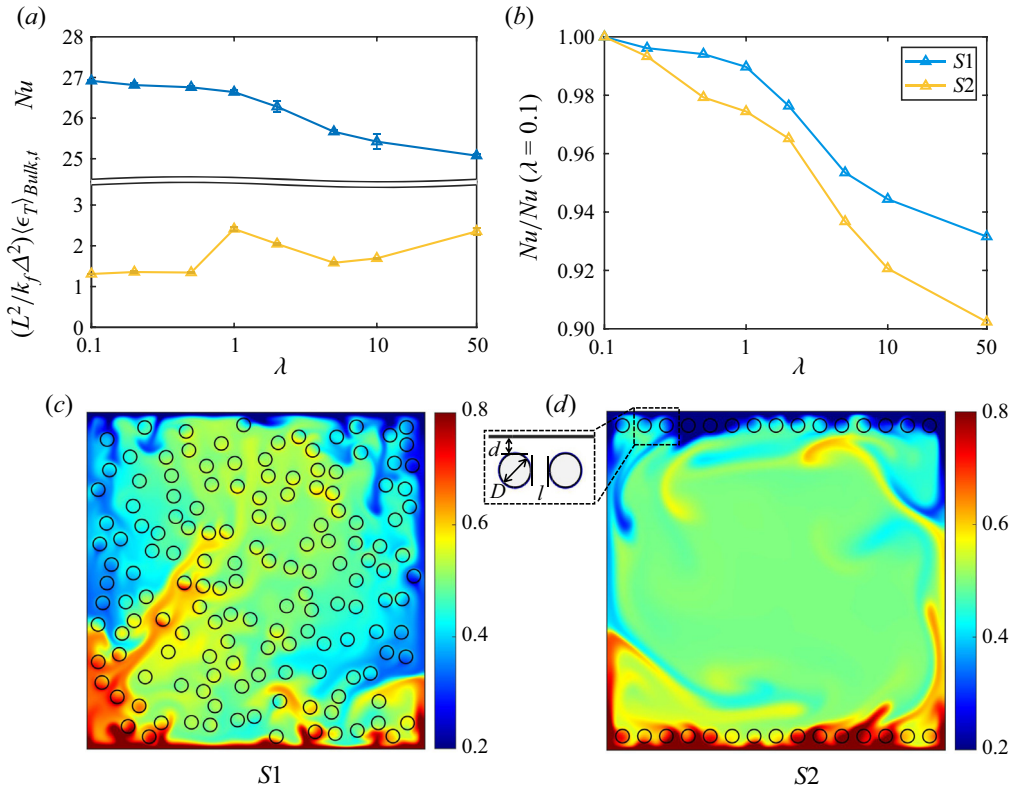 (a)
28
27
26
25
3
2
1
0
Nu
(L²/k_f Δ²)⟨ϵ_T⟩_Bulk,t
0.1
1
10
50
λ
(b)
1.00
0.98
0.96
0.94
0.92
0.90
Nu/Nu (λ = 0.1)
S1
S2
0.1
1
10
50
λ
(c)
0.8
0.6
0.4
0.2
S1
(d)
d
D
l
0.8
0.6
0.4
0.2
S2